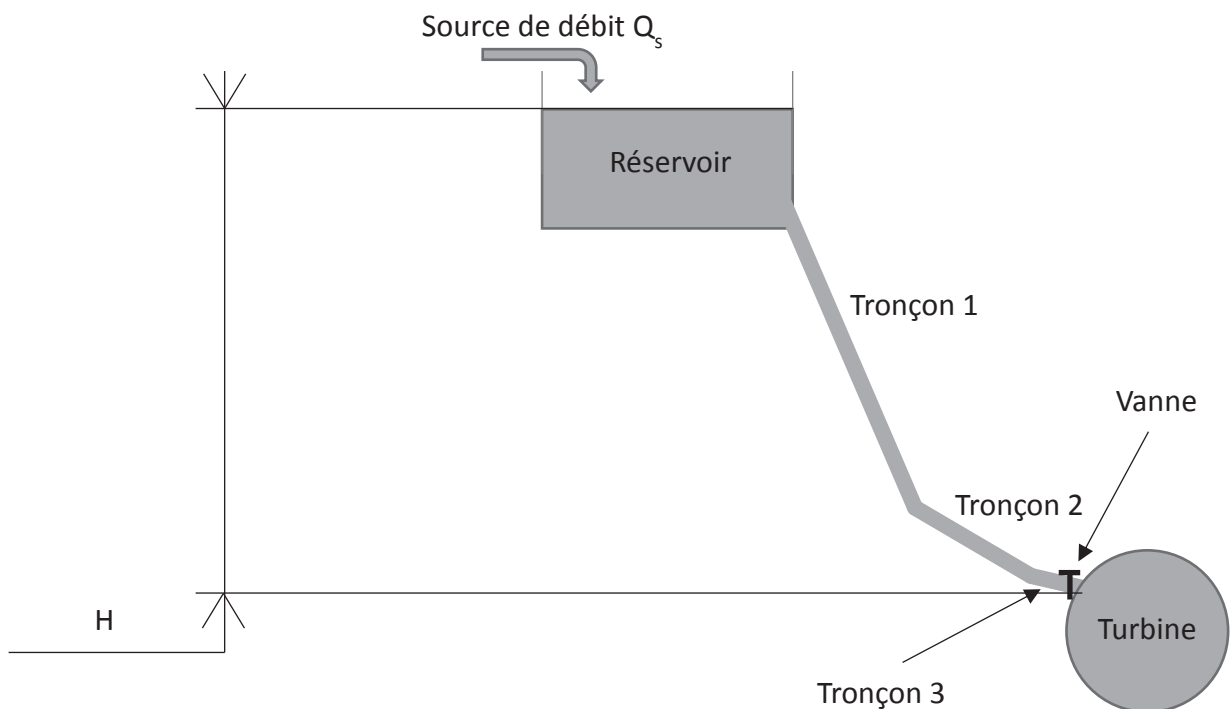 Source de débit Qs
Réservoir
Tronçon 1
Vanne
Tronçon 2
H
Turbine
Tronçon 3